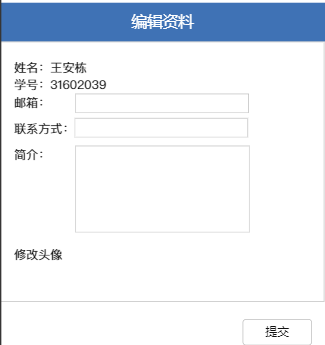 编辑资料
姓名：王安栋
学号：31602039
邮箱：
联系方式：
简介：
修改头像
提交